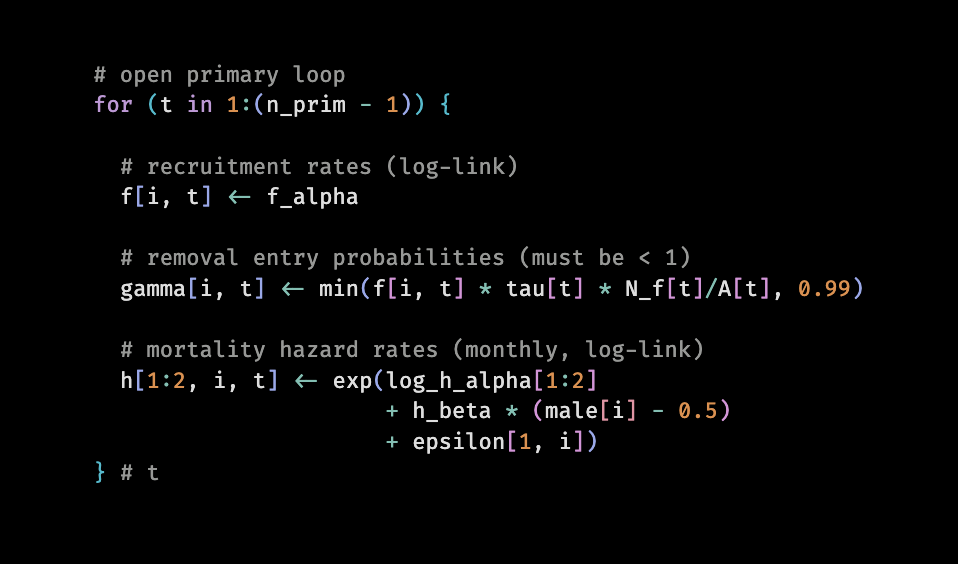 # open primary loop
for (t in 1:(n_prim - 1)) {
# recruitment rates (log-link)
f[i, t] <- f_alpha
# removal entry probabilities (must be < 1)
gamma[i, t] <- min(f[i, t] * tau[t] * N_f[t]/A[t], 0.99)
# mortality hazard rates (monthly, log-link)
h[1:2, i, t] <- exp(log_h_alpha[1:2]
+ h_beta * (male[i] - 0.5)
+ epsilon[1, i])
} # t